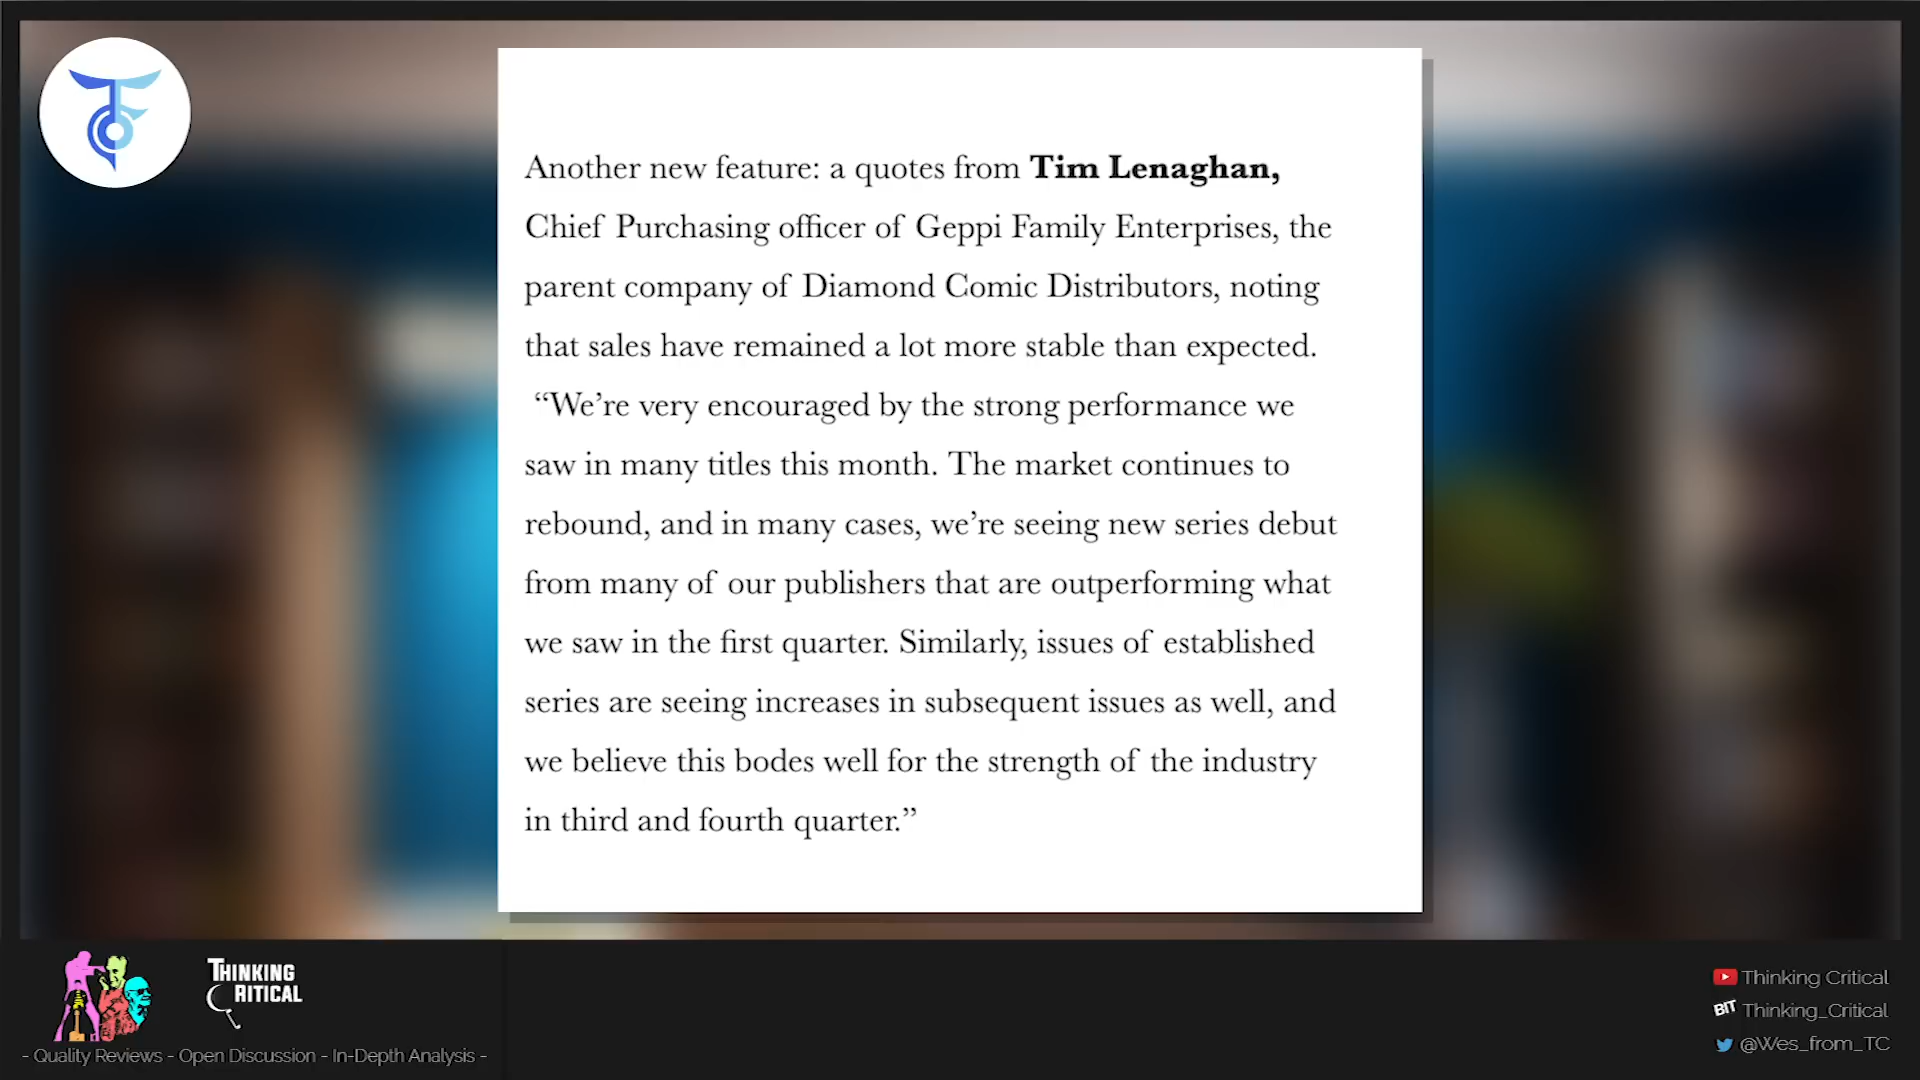 Another new feature: a quotes from Tim Lenaghan,
Chief Purchasing officer of Geppi Family Enterprises, the
parent company of Diamond Comic Distributors, noting
that sales have remained a lot more stable than expected.
“We’re very encouraged by the strong performance we
saw in many titles this month. The market continues to
rebound, and in many cases, we’re seeing new series debut
from many of our publishers that are outperforming what
we saw in the first quarter. Similarly, issues of established
series are seeing increases in subsequent issues as well, and
we believe this bodes well for the strength of the industry
in third and fourth quarter.”
THINKING
CRITICAL
- Quality Reviews - Open Discussion - In-Depth Analysis -
Thinking Critical
BIT Thinking_Critical
@Wes_from_TC